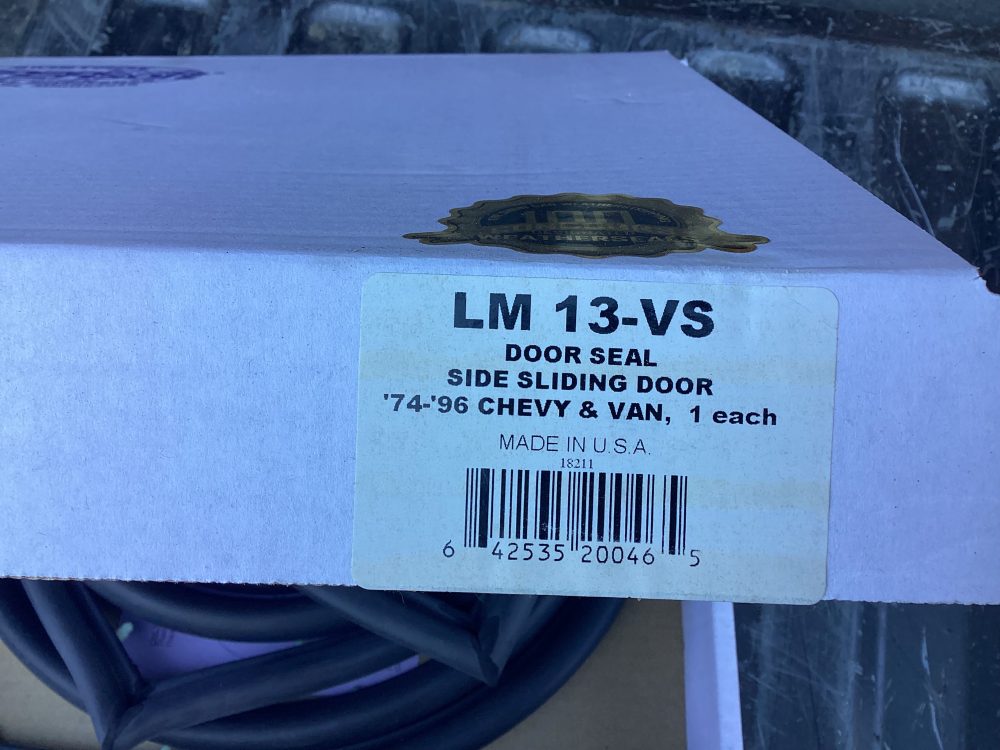 LM 13-VS
DOOR SEAL
SIDE SLIDING DOOR
'74-'96 CHEVY & VAN, 1 each
MADE IN U.S.A.
18211
6 42535 20046 5